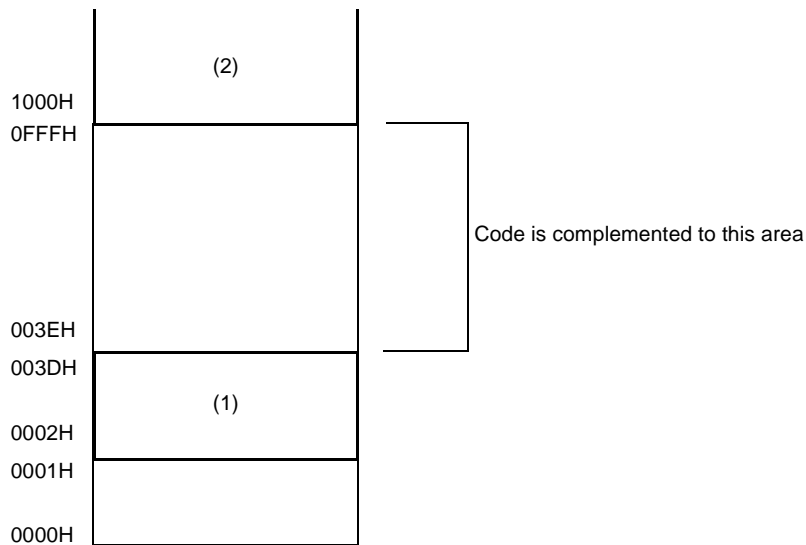 (2)
1000H
0FFFH
Code is complemented to this area
003EH
003DH
(1)
0002H
0001H
0000H